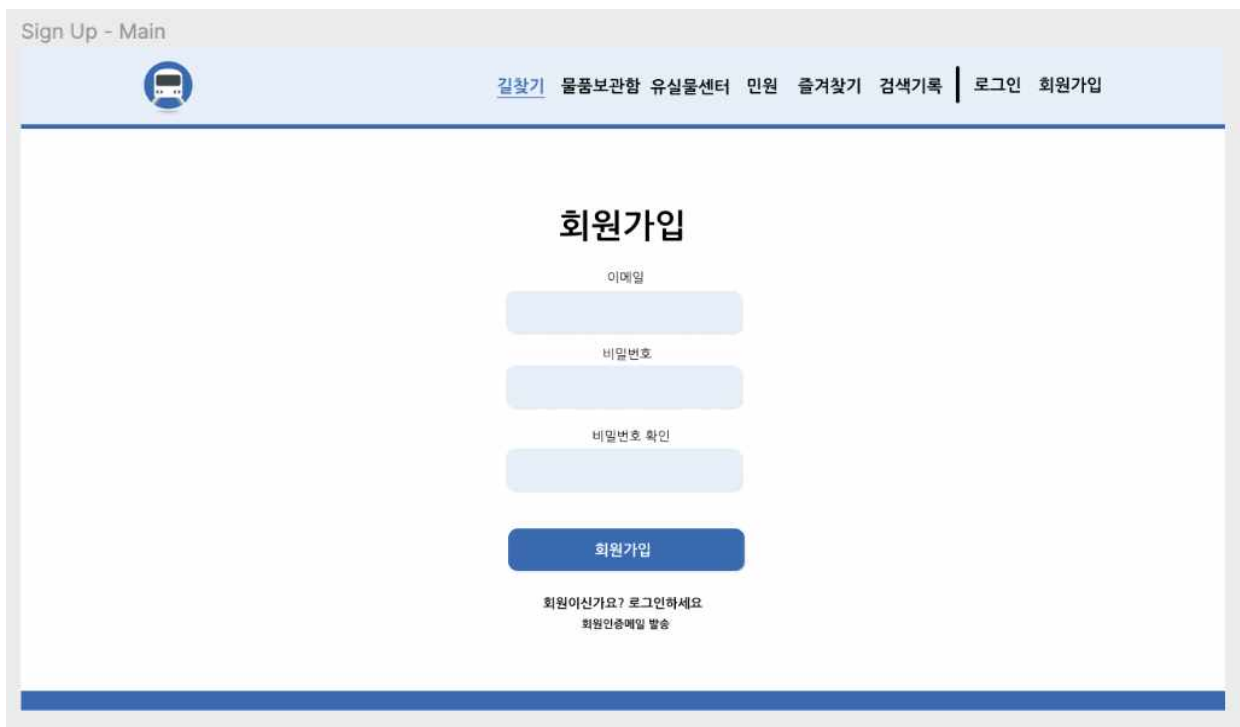 Sign Up - Main
길찾기 물품보관함 유실물센터 민원 즐겨찾기 검색기록 로그인 회원가입
회원가입
이메일
비밀번호
비밀번호 확인
회원가입
회원이신가요? 로그인하세요
회원인증메일 발송